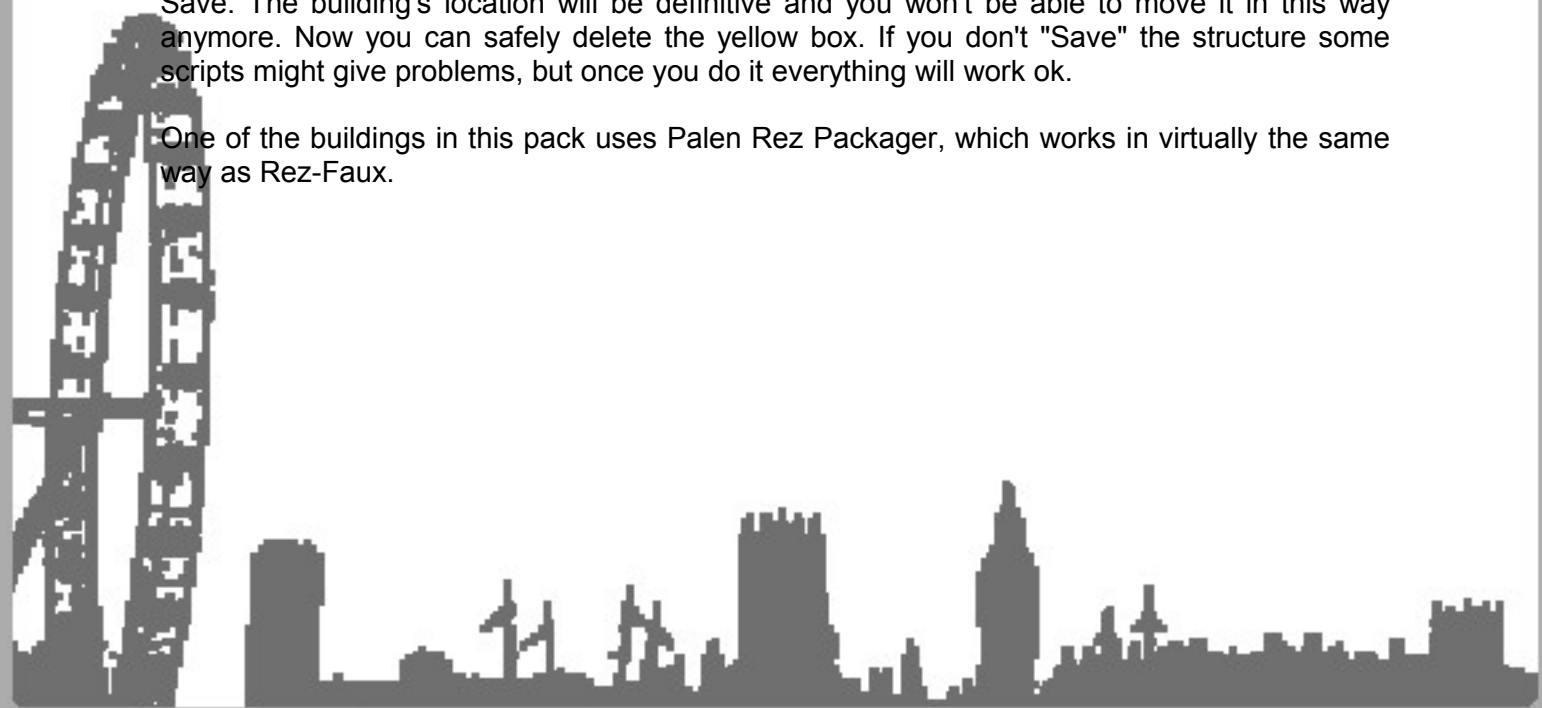 Save. The building's location will be definitive and you won't be able to move it in this way
anymore. Now you can safely delete the yellow box. If you don't "Save" the structure some
scripts might give problems, but once you do it everything will work ok.
One of the buildings in this pack uses Palen Rez Packager, which works in virtually the same
way as Rez-Faux.